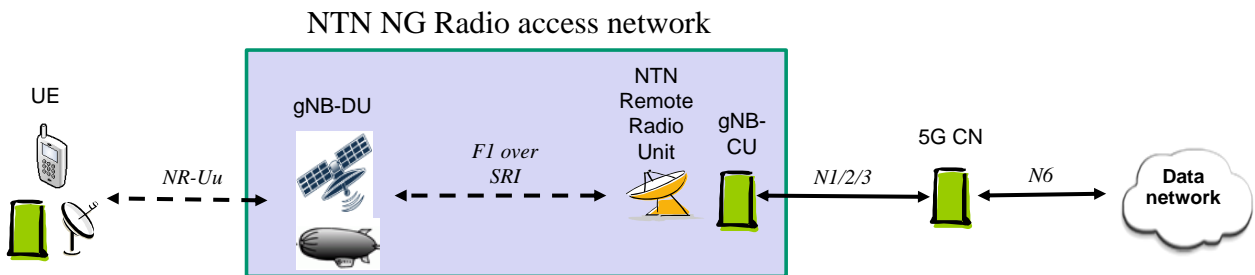 NTN NG Radio access network
UE
NR-Uu
gNB-DU
F1 over
SRI
NTN
Remote
Radio
Unit
gNB-
CU
N1/2/3
5G CN
N6
Data
network